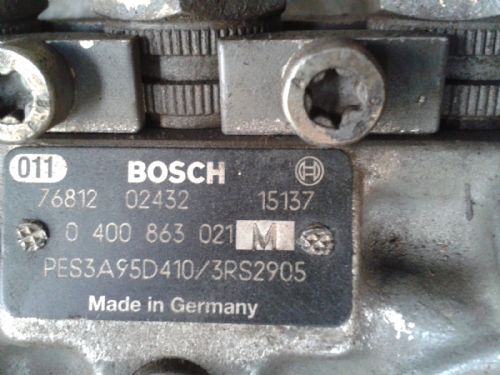 011 BOSCH
76812 02432 15137
0 400 863 021 M
PES3A95D410/3RS2905
Made in Germany